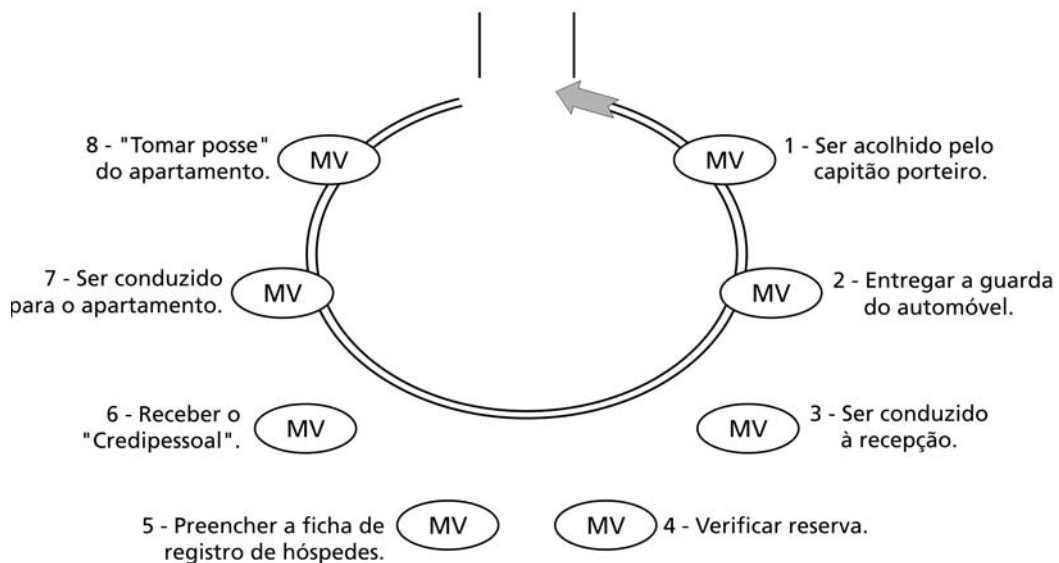 8 - "Tomar posse"
do apartamento.
MV
MV
1 - Ser acolhido pelo
capitão porteiro.
7 - Ser conduzido
para o apartamento.
MV
MV
2 - Entregar a guarda
do automóvel.
6 - Receber o
"Credipessoal".
MV
MV
3 - Ser conduzido
à recepção.
5 - Preencher a ficha de
registro de hóspedes.
MV
MV
4 - Verificar reserva.